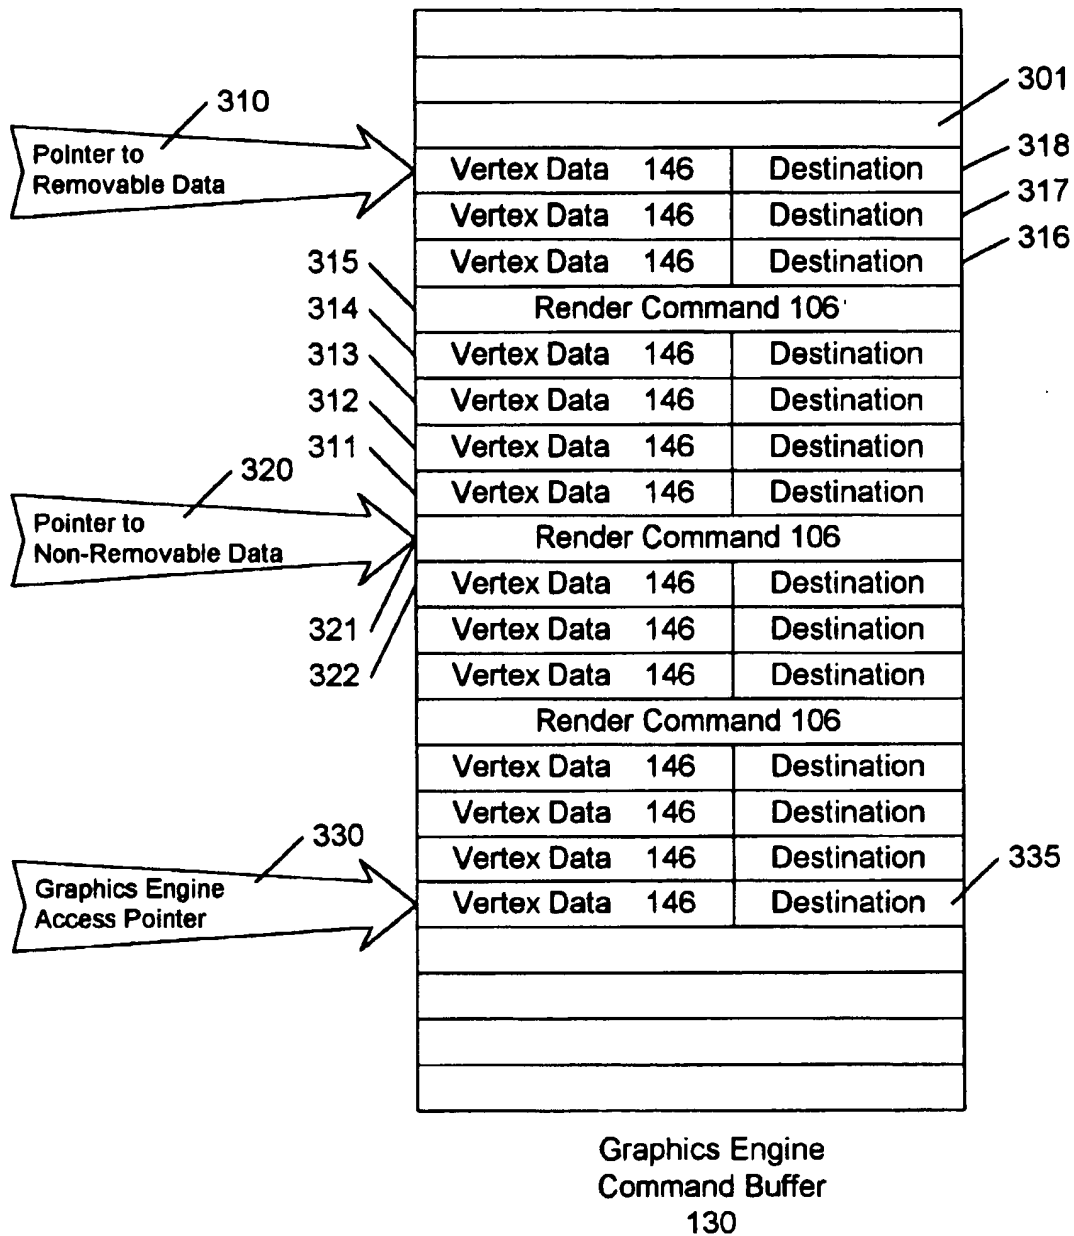 301
310
Pointer to
Removable Data
Vertex Data 146 Destination 318
Vertex Data 146 Destination 317
Vertex Data 146 Destination 316
315
Render Command 106
314
Vertex Data 146 Destination
313
Vertex Data 146 Destination
312
Vertex Data 146 Destination
311
Vertex Data 146 Destination
320
Pointer to
Non-Removable Data
Render Command 106
Vertex Data 146 Destination
321
Vertex Data 146 Destination
322
Vertex Data 146 Destination
Render Command 106
Vertex Data 146 Destination
Vertex Data 146 Destination
330
Vertex Data 146 Destination
335
Graphics Engine
Access Pointer
Vertex Data 146 Destination
Graphics Engine
Command Buffer
130